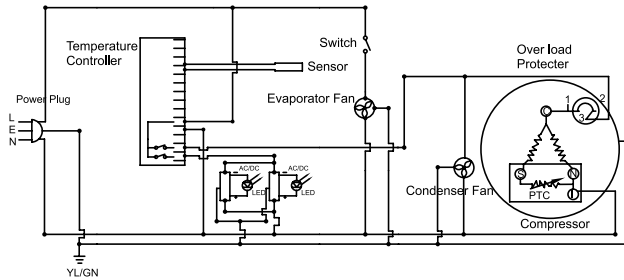 Temperature
Controller
Switch
Sensor
Over load
Protecter
Power Plug
Evaporator Fan
L
E
N
1
2
3
AC/DC
LED
AC/DC
LED
Condenser Fan
S
N
PTC
Compressor
YL/GN